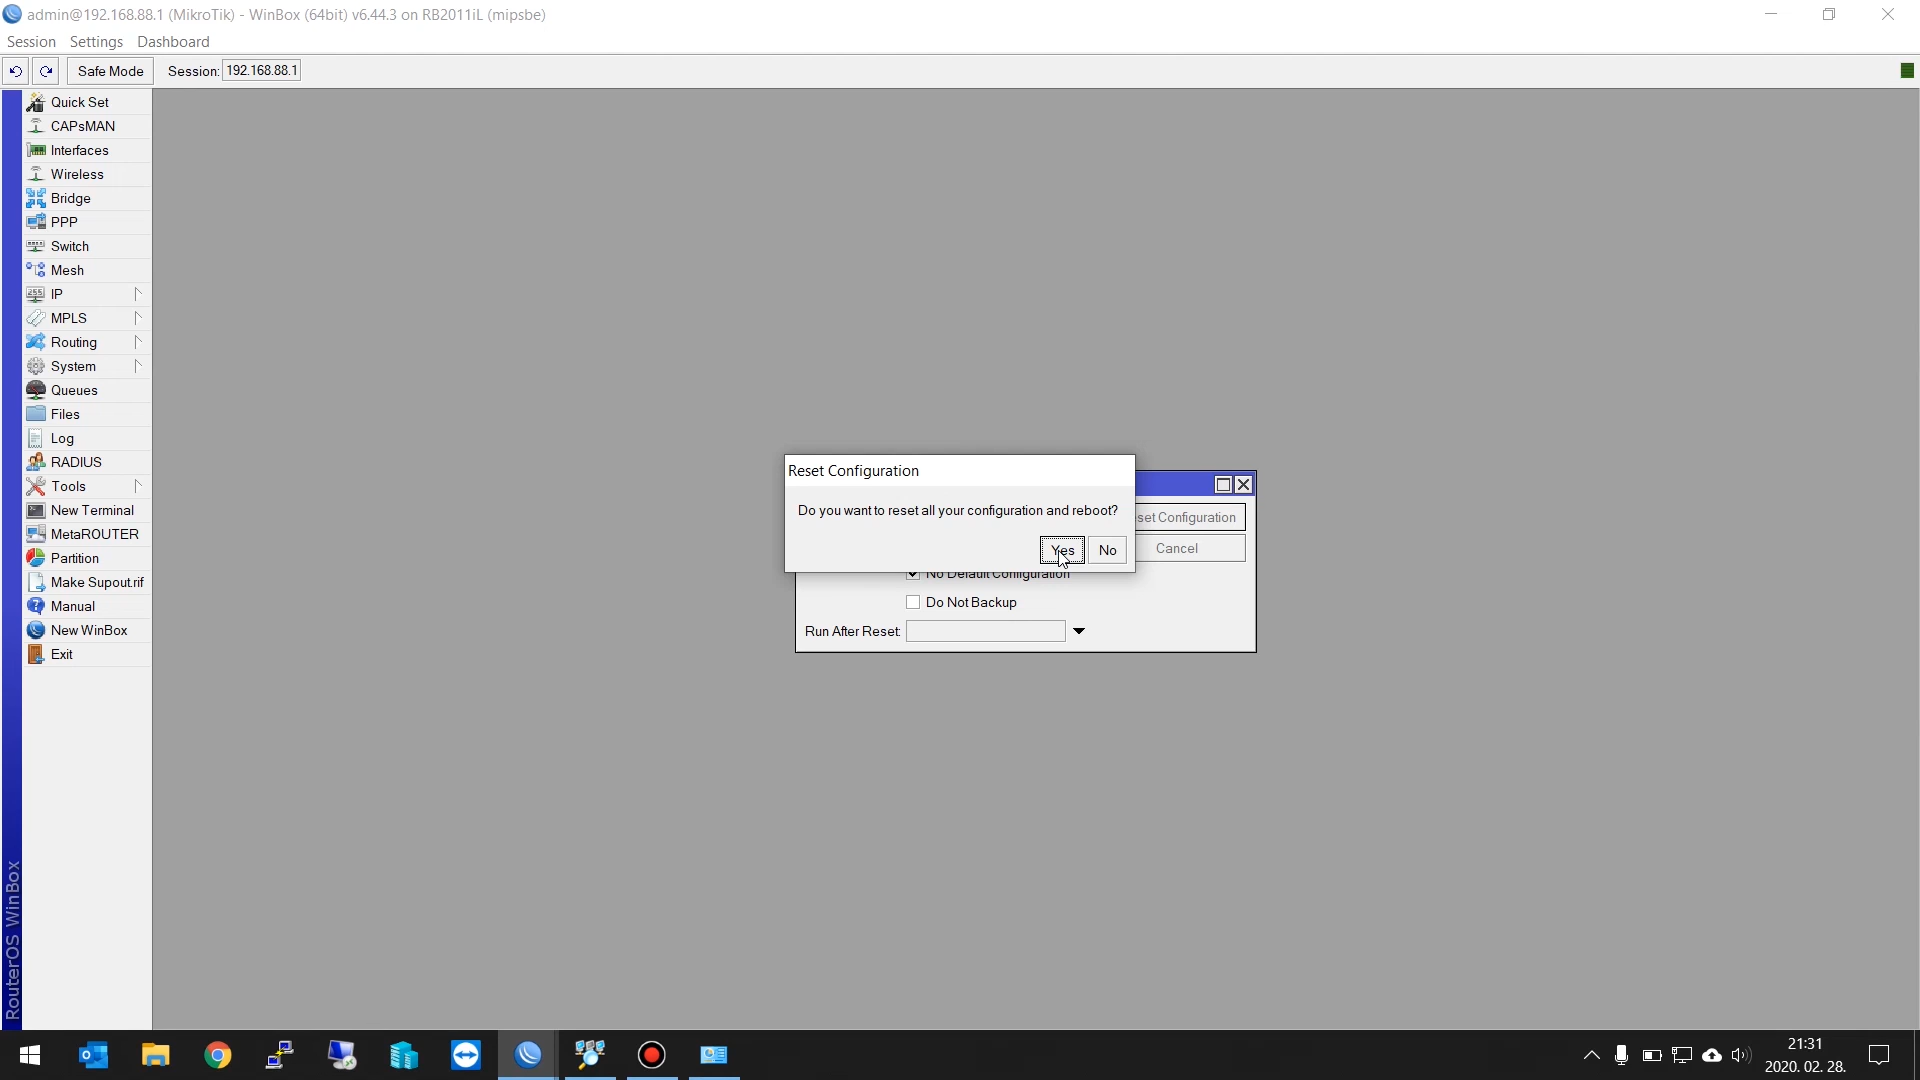 admin@192.168.88.1 (MikroTik) - WinBox (64bit) v6.44.3 on RB2011iL (mipsbe)
Session Settings Dashboard
Safe Mode Session: 192.168.88.1
Quick Set
CAPsMAN
Interfaces
Wireless
Bridge
PPP
Switch
Mesh
IP
MPLS
Routing
System
Queues
Files
Log
RADIUS
Tools
New Terminal
MetaROUTER
Partition
Make Supout.rif
Manual
New WinBox
Exit
RouterOS WinBox
Reset Configuration
Do you want to reset all your configuration and reboot?
Yes No
set Configuration
Cancel
No Default Configuration
Do Not Backup
Run After Reset:
21:31
2020. 02. 28.